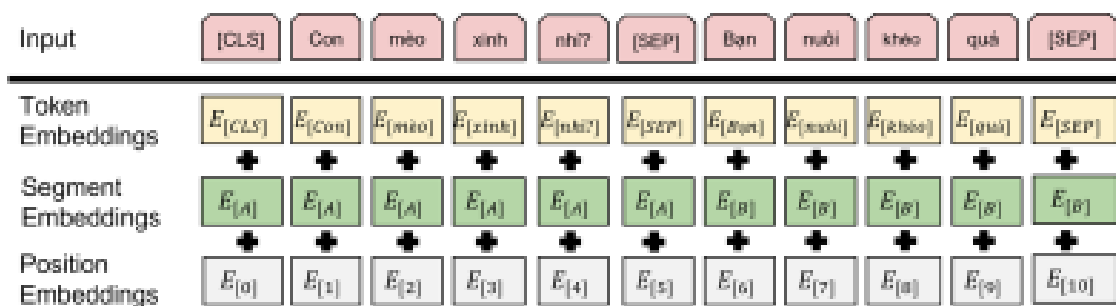 Input [CLS] Con mèo xinh nhỉ? [SEP] Bạn nuôi khéo quá [SEP]
Token Embeddings E[CLS] E[Con] E[mèo] E[xinh] E[nhỉ?] E[SEP] E[Bạn] E[nuôi] E[khéo] E[quá] E[SEP]
+ + + + + + + + + + +
Segment Embeddings E[A] E[A] E[A] E[A] E[A] E[A] E[B] E[B] E[B] E[B] E[B]
+ + + + + + + + + + +
Position Embeddings E[0] E[1] E[2] E[3] E[4] E[5] E[6] E[7] E[8] E[9] E[10]